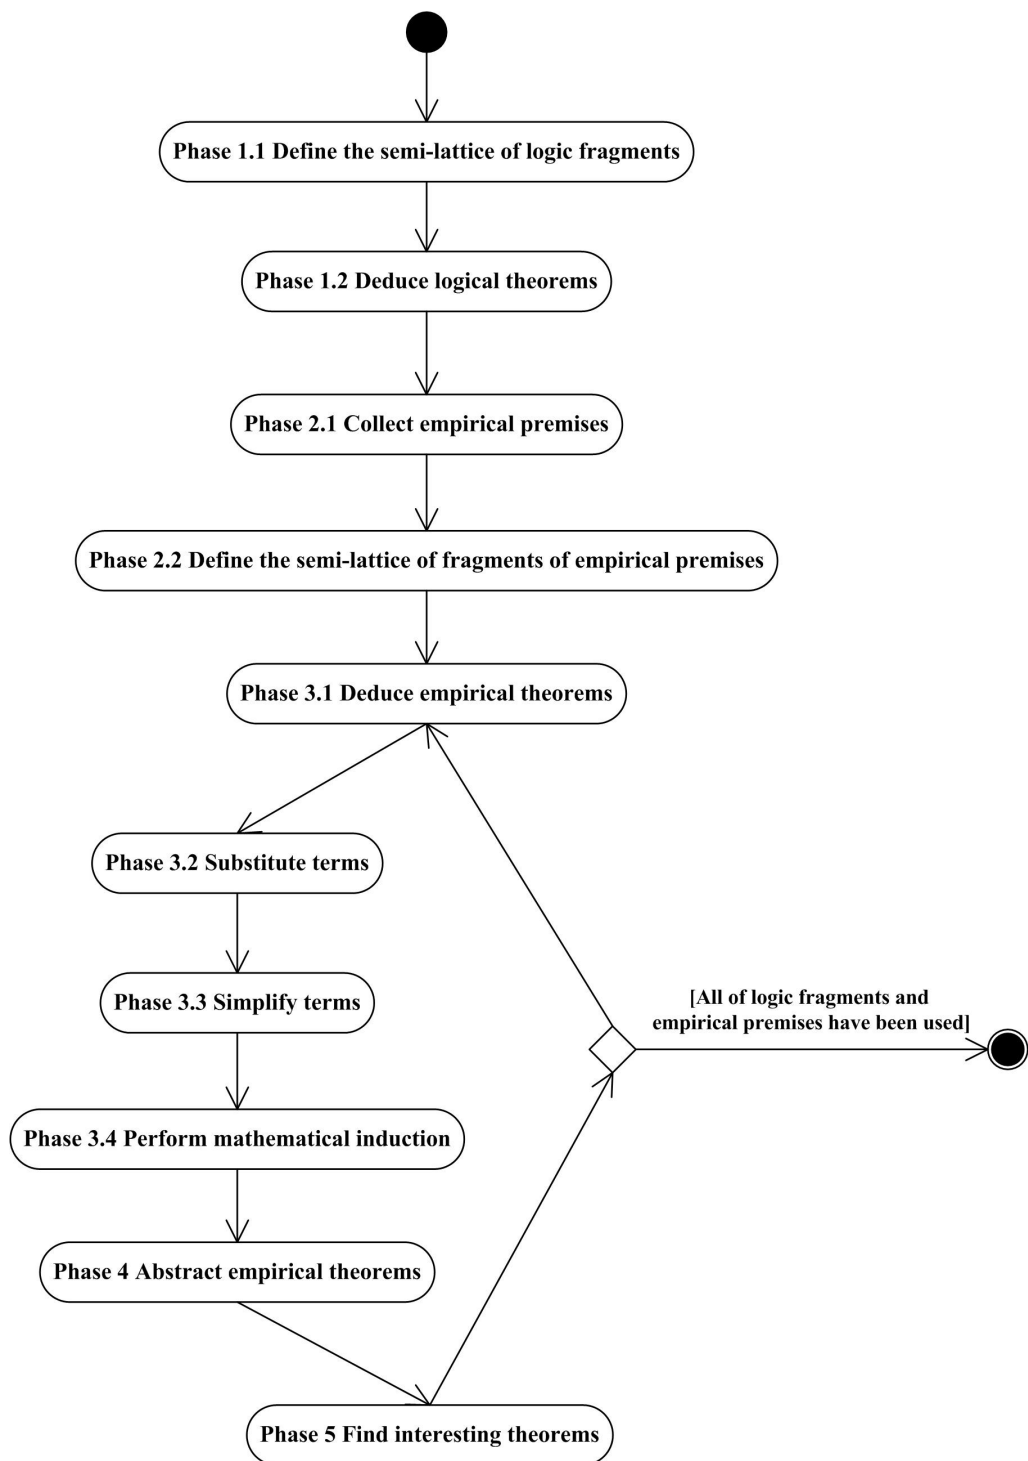 Phase 1.1 Define the semi-lattice of logic fragments
Phase 1.2 Deduce logical theorems
Phase 2.1 Collect empirical premises
Phase 2.2 Define the semi-lattice of fragments of empirical premises
Phase 3.1 Deduce empirical theorems
Phase 3.2 Substitute terms
Phase 3.3 Simplify terms
[All of logic fragments and
empirical premises have been used]
Phase 3.4 Perform mathematical induction
Phase 4 Abstract empirical theorems
Phase 5 Find interesting theorems